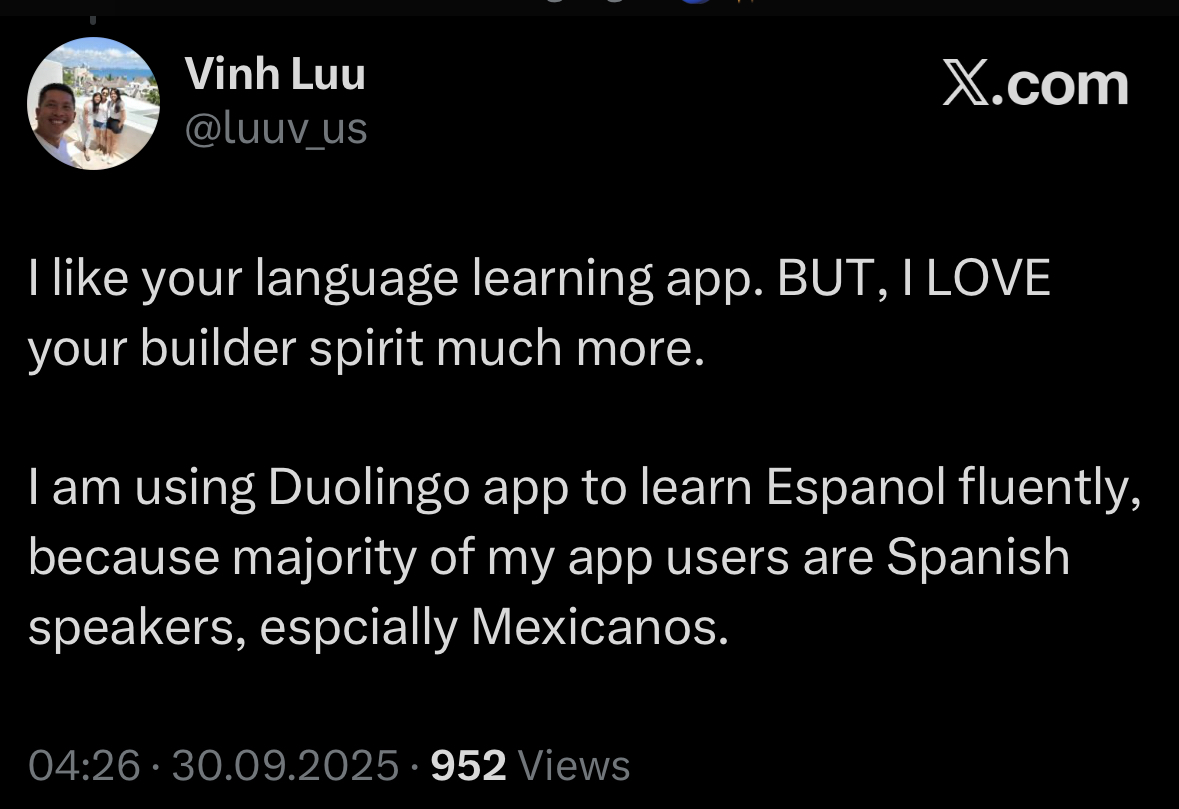 Vinh Luu
@luuv_us
𝕏.com
I like your language learning app. BUT, I LOVE
your builder spirit much more.
I am using Duolingo app to learn Espanol fluently,
because majority of my app users are Spanish
speakers, espcially Mexicanos.
04:26 · 30.09.2025 · 952 Views